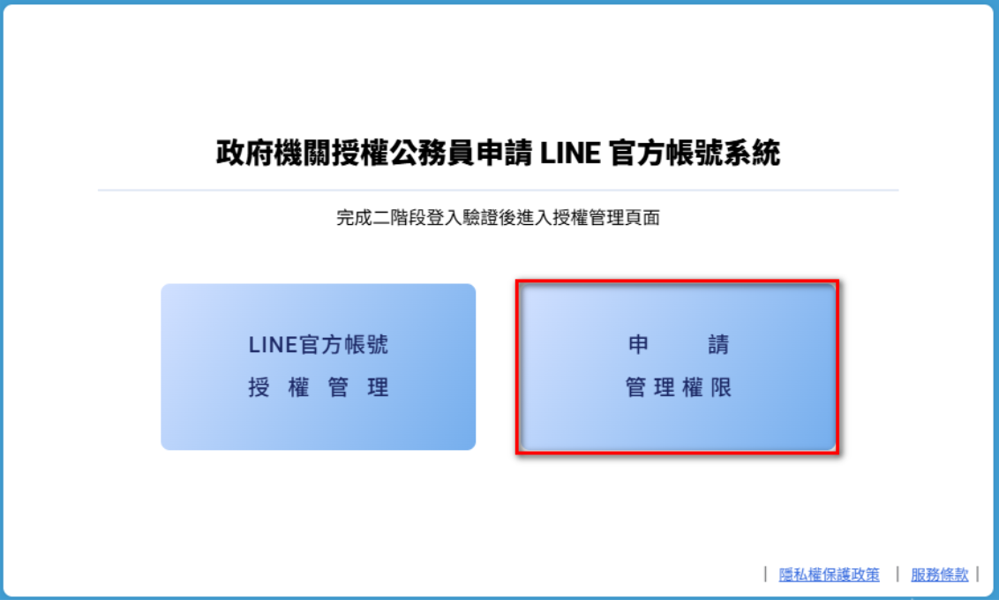 政府機關授權公務員申請 LINE 官方帳號系統
完成二階段登入驗證後進入授權管理頁面
LINE官方帳號
授權管理
申請
管理權限
| 隱私權保護政策 | 服務條款 |